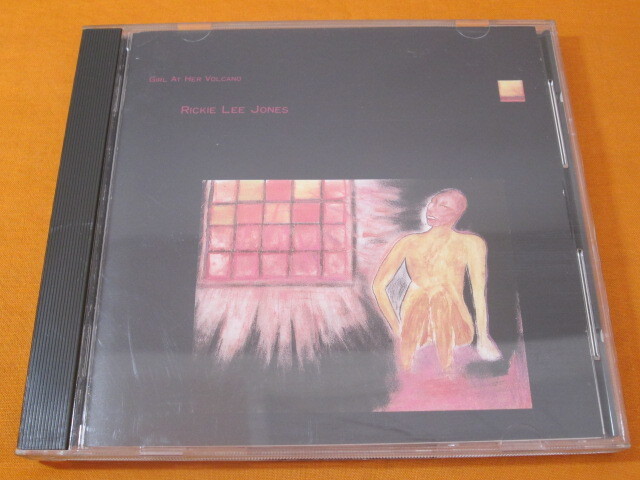 Girl At Her Volcano
Rickie Lee Jones